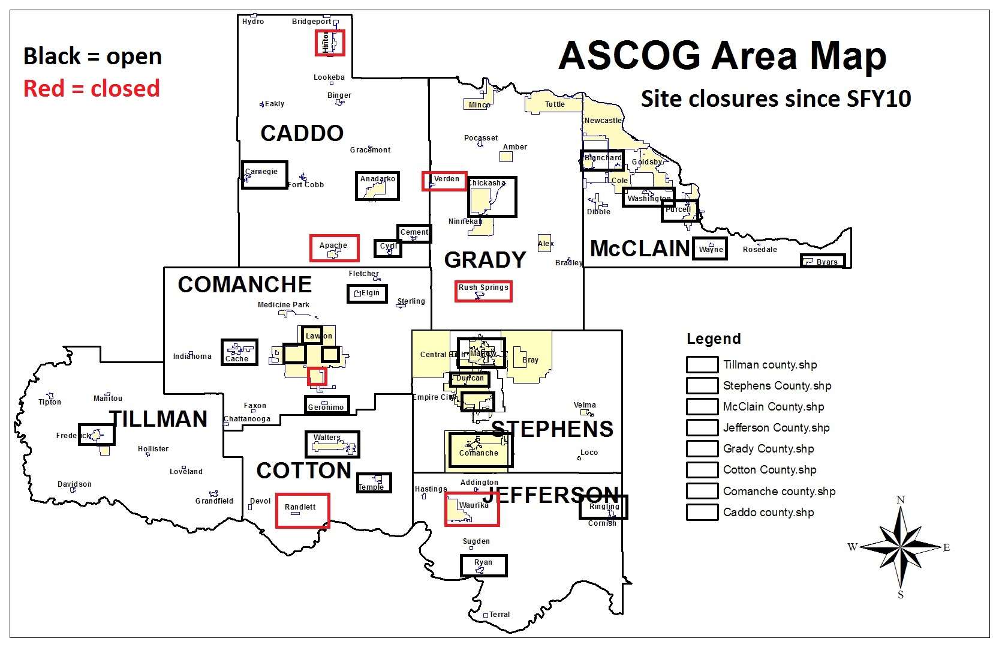 ASCOG Area Map
Site closures since SFY10
Black = open
Red = closed
Hydro
Bridgeport
Hinton
Lookeba
Binger
Eakly
CADDO
Gracemont
Carnegie
Fort Cobb
Anadarko
Cement
Apache
Cyril
Minco
Tuttle
Pocasset
Amber
Verden
Chickasha
Ninnekah
Alex
GRADY
Bradley
Rush Springs
Newcastle
Blanchard
Goldsby
Cole
Washington
Dibble
Purcell
McCLAIN
Wayne
Rosedale
Byars
COMANCHE
Fletcher
Elgin
Sterling
Medicine Park
Lawton
Indiahoma
Cache
Geronimo
Faxon
Chattanooga
Tipton
Manitou
TILLMAN
Frederick
Hollister
Loveland
Davidson
Grandfield
Walters
COTTON
Temple
Devol
Randlett
Central High
Marlow
Bray
Duncan
Empire City
Velma
STEPHENS
Comanche
Loco
Hastings
Addington
JEFFERSON
Waurika
Ringling
Cornish
Sugden
Ryan
Terral
Legend
Tillman county.shp
Stephens County.shp
McClain County.shp
Jefferson County.shp
Grady County.shp
Cotton County.shp
Comanche county.shp
Caddo county.shp
N
W
E
S